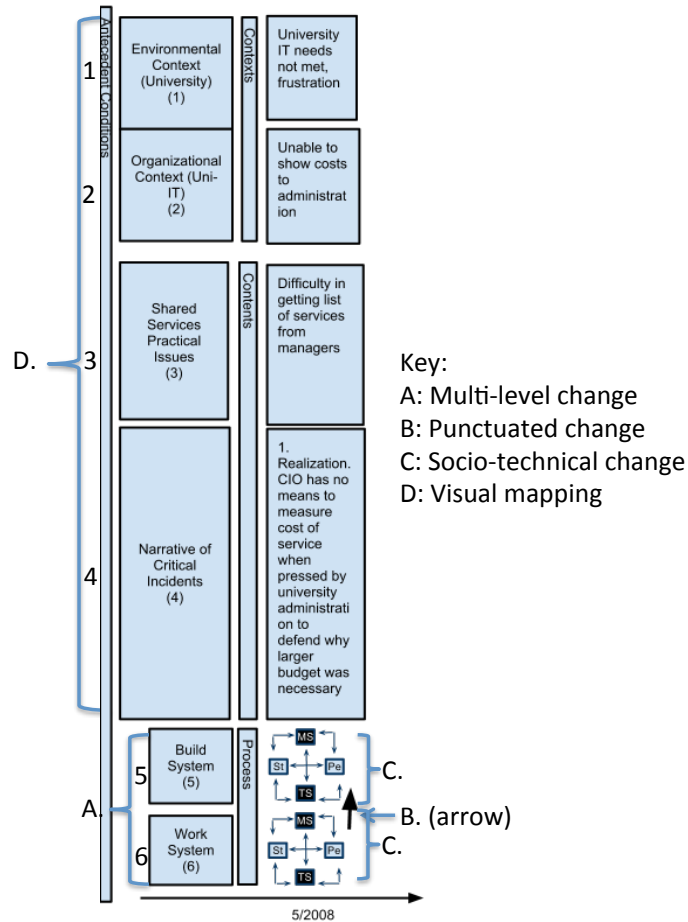 Antecedent Conditions
1
Environmental
Context
(University)
(1)
Contexts
University
IT needs
not met,
frustration
2
Organizational
Context (Uni-
IT)
(2)
Unable to
show costs
to
administrat
ion
D.
3
Shared
Services
Practical
Issues
(3)
Contents
Difficulty in
getting list
of services
from
managers
Key:
A: Multi-level change
B: Punctuated change
C: Socio-technical change
D: Visual mapping
4
Narrative of
Critical
Incidents
(4)
1.
Realization.
CIO has no
means to
measure
cost of
service
when
pressed by
university
administrati
on to
defend why
larger
budget was
necessary
A.
5
Build
System
(5)
Process
MS
St
Pe
TS
C.
B. (arrow)
6
Work
System
(6)
MS
St
Pe
TS
C.
5/2008